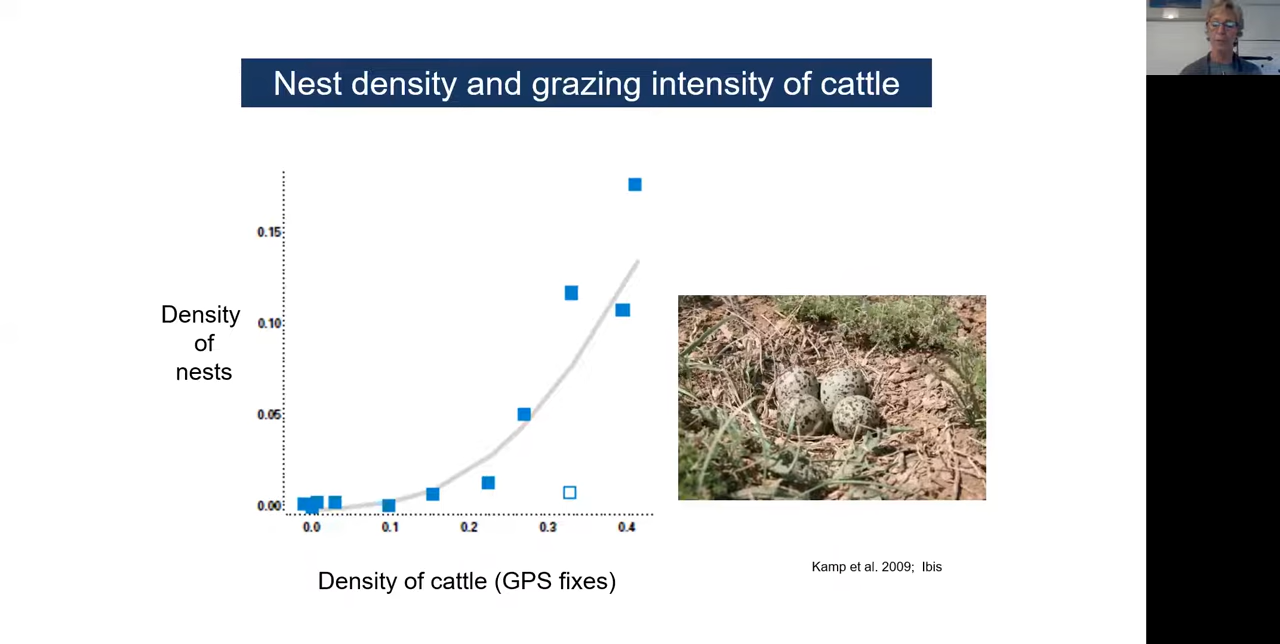 Nest density and grazing intensity of cattle
0.15
0.10
0.05
0.00
Density
of
nests
0.0 0.1 0.2 0.3 0.4
Density of cattle (GPS fixes)
Kamp et al. 2009; Ibis